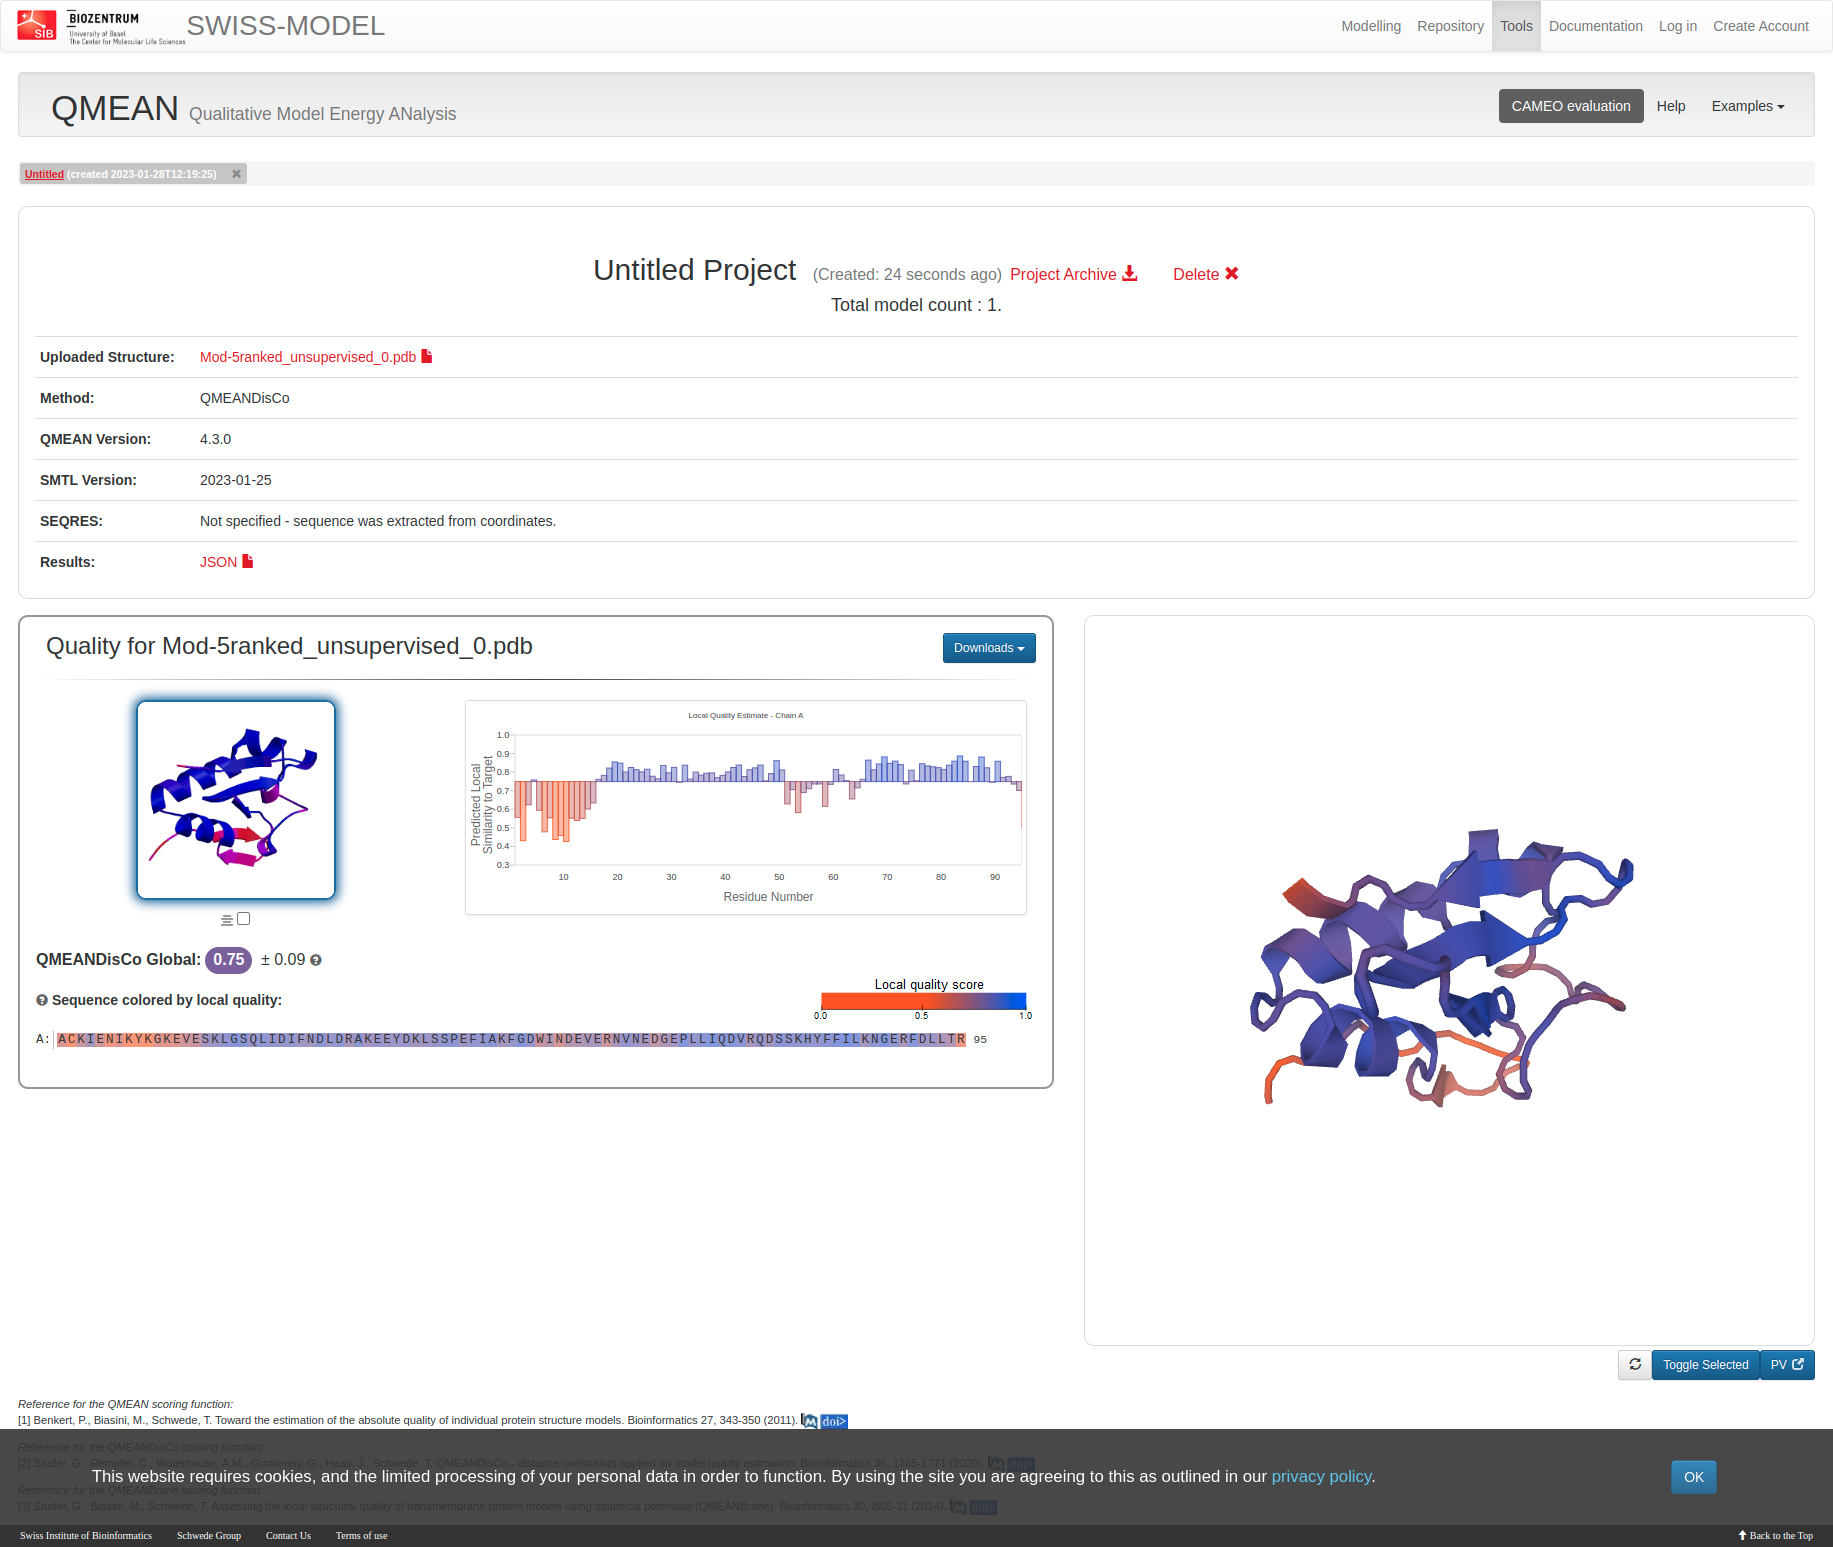 SIB
BIOZENTRUM
University of Basel
The Center for Molecular Life Sciences
SWISS-MODEL
Modelling Repository Tools Documentation Log in Create Account
QMEAN Qualitative Model Energy ANalysis
CAMEO evaluation Help Examples
Untitled (created 2023-01-28T12:19:25)
Untitled Project (Created: 24 seconds ago) Project Archive Delete
Total model count : 1.
Uploaded Structure: Mod-5ranked_unsupervised_0.pdb
Method: QMEANDisCo
QMEAN Version: 4.3.0
SMTL Version: 2023-01-25
SEQRES: Not specified - sequence was extracted from coordinates.
Results: JSON
Quality for Mod-5ranked_unsupervised_0.pdb
Downloads
Local Quality Estimate - Chain A
Predicted Local
Similarity to Target
1.0
0.9
0.8
0.7
0.6
0.5
0.4
0.3
10 20 30 40 50 60 70 80 90
Residue Number
QMEANDisCo Global: 0.75 ± 0.09
Sequence colored by local quality:
Local quality score
0.0 0.5 1.0
A: ACKIENIKYKGKEVESKLGSQLIDIFNDLDRAKEEYDKLSSPEFIAKFGDWINDEVERNVNEDGEPLLIQDVRQDSSKHYFFILKNGERFDLLTR 95
Toggle Selected PV
Reference for the QMEAN scoring function:
[1] Benkert, P., Biasini, M., Schwede, T. Toward the estimation of the absolute quality of individual protein structure models. Bioinformatics 27, 343-350 (2011). M doi>
Reference for the QMEANDisCo scoring function:
[2] Studer, G., Rempfer, C., Waterhouse, A.M., Gumienny, G., Haas, J., Schwede, T. QMEANDisCo - distance constraints applied on model quality estimation. Bioinformatics 36, 1765-1771 (2020). M doi>
This website requires cookies, and the limited processing of your personal data in order to function. By using the site you are agreeing to this as outlined in our privacy policy.
OK
Reference for the QMEANBrane scoring function:
[3] Studer, G., Biasini, M., Schwede, T. Assessing the local structural quality of transmembrane protein models using statistical potentials (QMEANBrane). Bioinformatics 30, i505-11 (2014). M doi>
Swiss Institute of Bioinformatics Schwede Group Contact Us Terms of use
Back to the Top